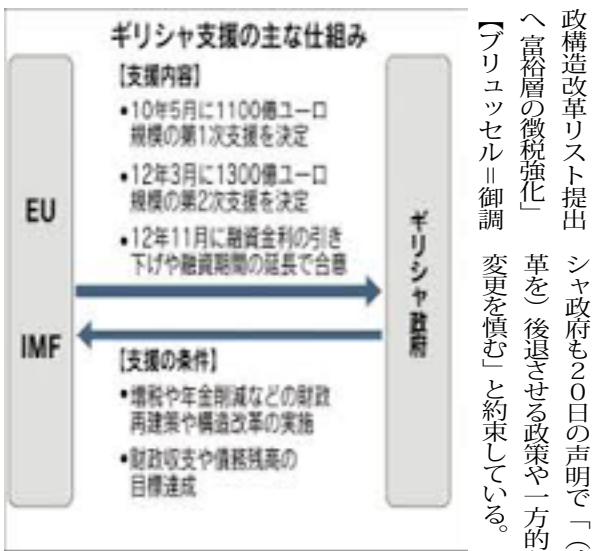 政構造改革リスト提出
へ 富裕層の徴税強化」
【ブリュッセル=御調
シャ政府も20日の声明で「(
革を)後退させる政策や一方的
変更を慎む」と約束している。
ギリシャ支援の主な仕組み
EU
IMF
【支援内容】
•10年5月に1100億ユーロ
規模の第1次支援を決定
•12年3月に1300億ユーロ
規模の第2次支援を決定
•12年11月に融資金利の引き
下げや融資期間の延長で合意
ギリシャ政府
【支援の条件】
•増税や年金削減などの財政
再建策や構造改革の実施
•財政収支や債務残高の
目標達成